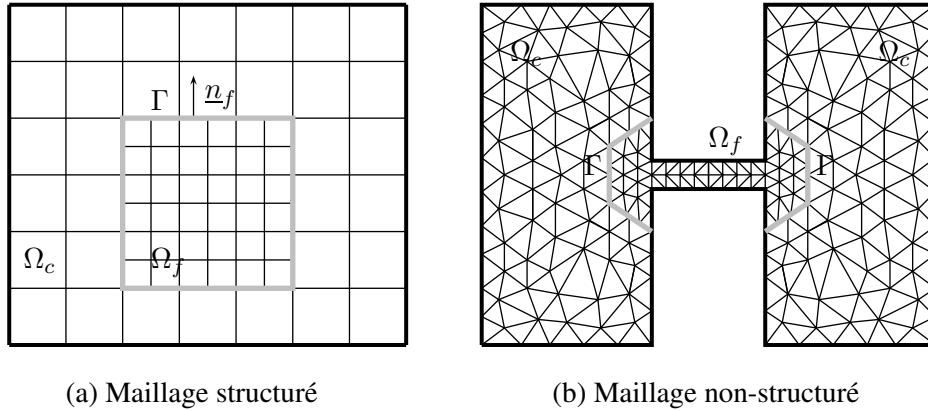 Γ
n_f
Ω_c
Ω_f
Ω_c
Ω_c
Ω_f
Γ
Γ
(a) Maillage structuré
(b) Maillage non-structuré